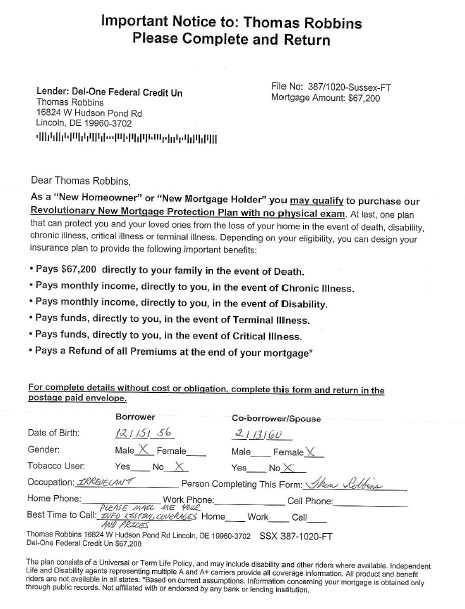 Important Notice to: Thomas Robbins
Please Complete and Return
Lender: Del-One Federal Credit Un
Thomas Robbins
16824 W Hudson Pond Rd
Lincoln, DE 19960-3702
File No: 387/1020-Sussex-FT
Mortgage Amount: $67,200
Dear Thomas Robbins,
As a “New Homeowner” or “New Mortgage Holder” you may qualify to purchase our
Revolutionary New Mortgage Protection Plan with no physical exam. At last, one plan
that can protect you and your loved ones from the loss of your home in the event of death, disability,
chronic illness, critical illness or terminal illness. Depending on your eligibility, you can design your
insurance plan to provide the following important benefits:
• Pays $67,200 directly to your family in the event of Death.
• Pays monthly income, directly to you, in the event of Chronic Illness.
• Pays monthly income, directly to you, in the event of Disability.
• Pays funds, directly to you, in the event of Terminal Illness.
• Pays funds, directly to you, in the event of Critical Illness.
• Pays a Refund of all Premiums at the end of your mortgage*
For complete details without cost or obligation, complete this form and return in the
postage paid envelope.
Borrower Co-borrower/Spouse
Date of Birth: 12/15/56 2/13/60
Gender: Male X Female Male Female X
Tobacco User: Yes No X Yes No X
Occupation: IRREVELANT Person Completing This Form: Robbins
Home Phone: Work Phone: Cell Phone:
PLEASE MAIL ME YOUR
Best Time to Call: INFO LISTING COVERAGES Home Work Cell
AND PRICES
Thomas Robbins 16824 W Hudson Pond Rd Lincoln, DE 19960-3702 SSX 387-1020-FT
Del-One Federal Credit Un $67,200
The plan consists of a Universal or Term Life Policy, and may include disability and other riders where available. Independent
Life and Disability agents representing multiple A and A+ carriers provide all coverage information. All product and benefit
riders are not available in all states. *Based on current assumptions. Information concerning your mortgage is obtained only
through public records. Not affiliated with or endorsed by any bank or lending institution.